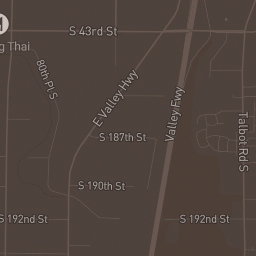 S 43rd St
g Thai
80th Pl S
E Valley Hwy
Valley Fwy
S 187th St
Talbot Rd S
S 190th St
S 192nd St
S 192nd St